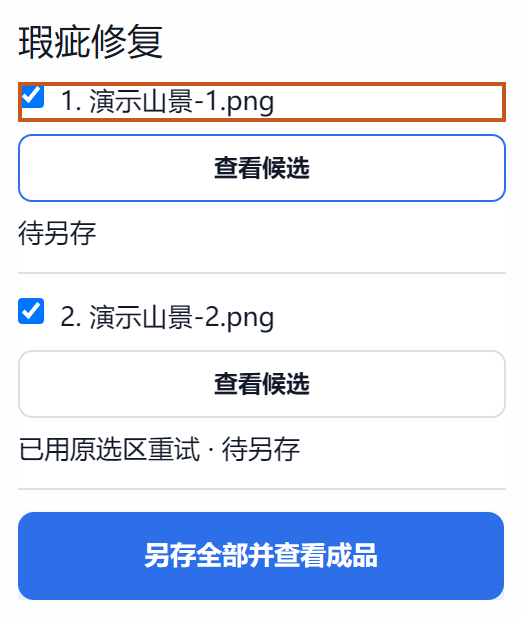 瑕疵修复
1. 演示山景-1.png
查看候选
待另存
2. 演示山景-2.png
查看候选
已用原选区重试 · 待另存
另存全部并查看成品